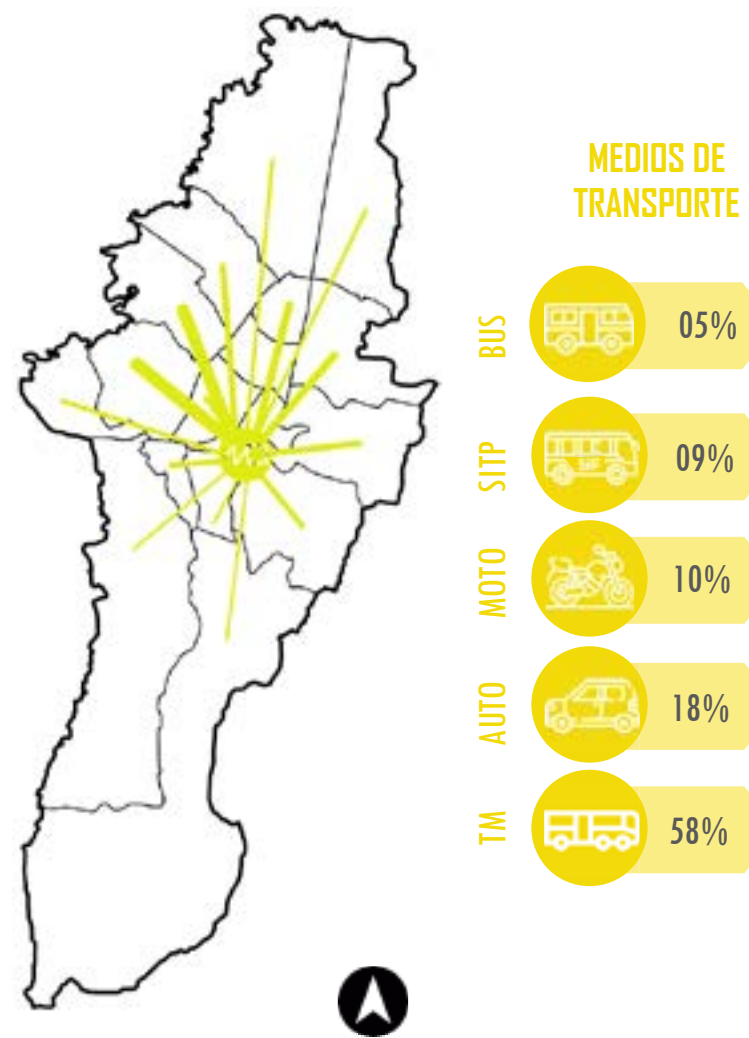 MEDIOS DE
TRANSPORTE
BUS
05%
SITP
09%
MOTO
10%
AUTO
18%
TM
58%